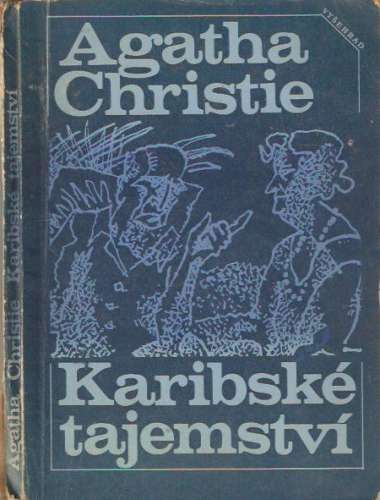 Agatha
Christie
VYŠEHRAD
Karibské
tajemství
Agatha Christie Karibské tajemství